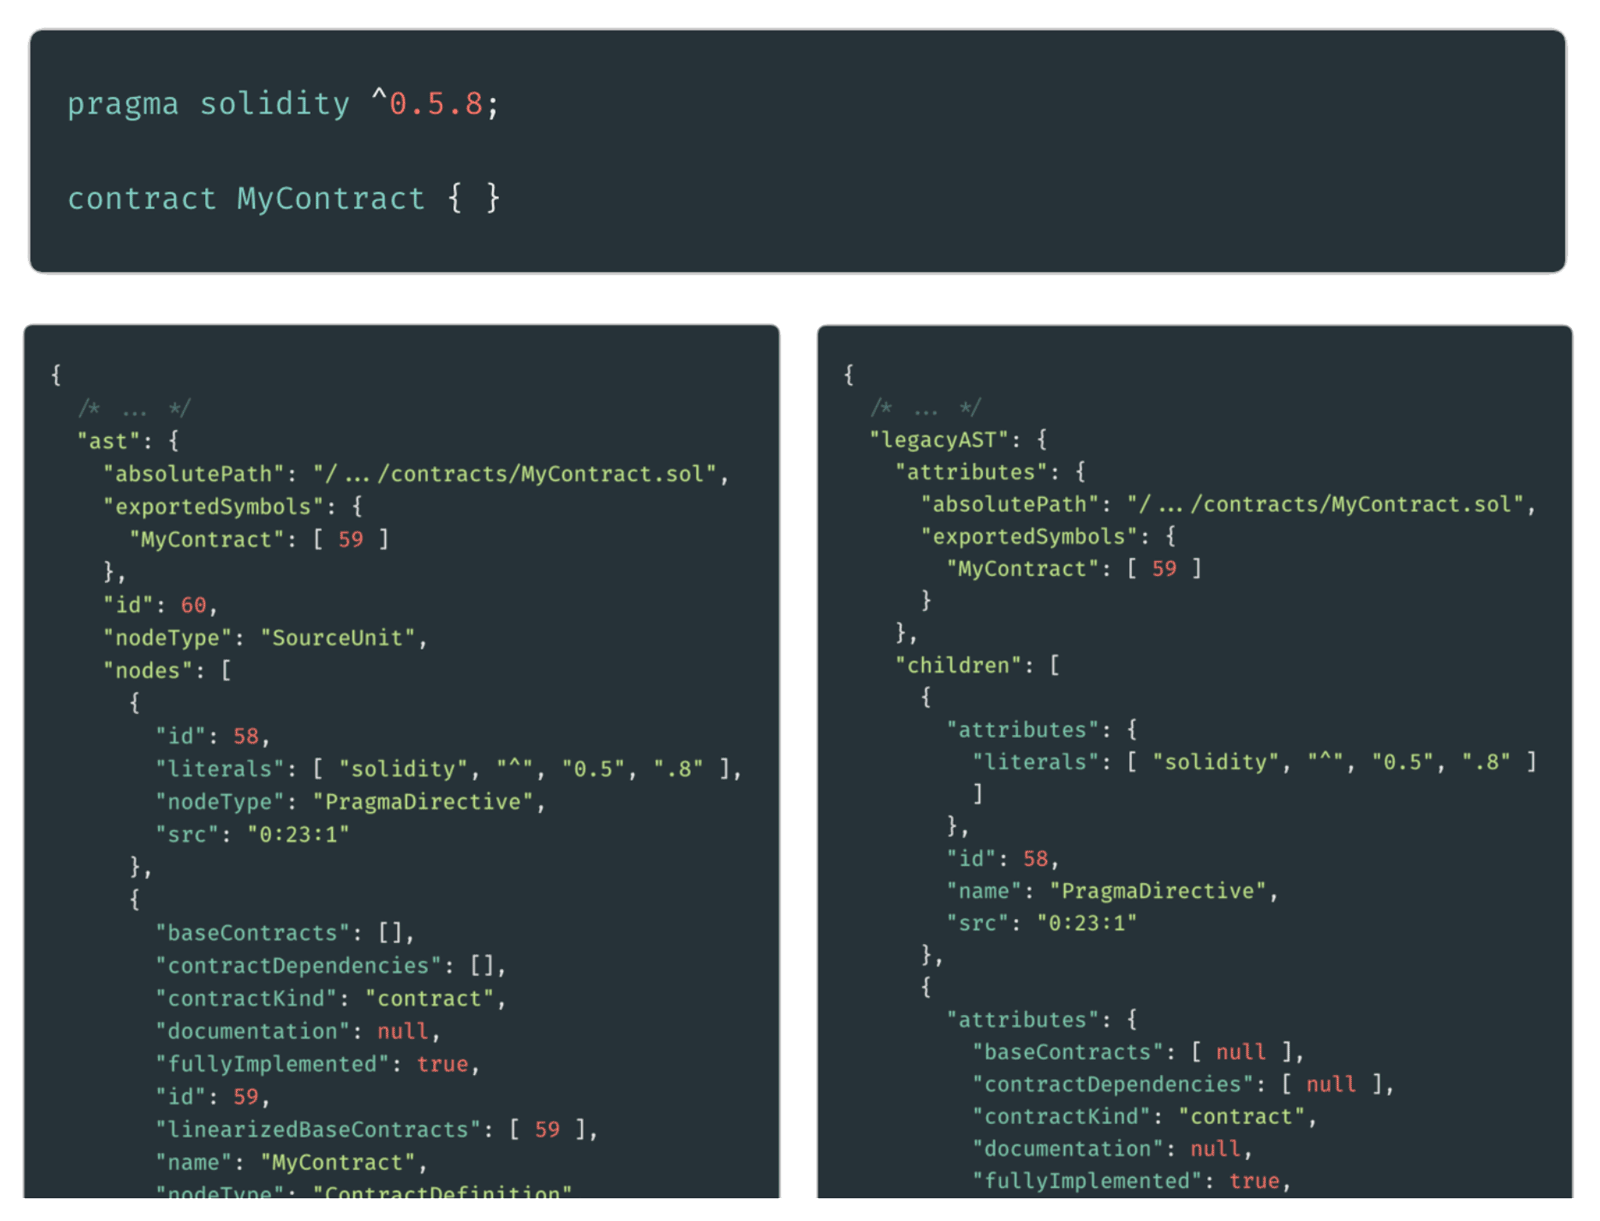 pragma solidity ^0.5.8;
contract MyContract { }
{
/* ... */
"ast": {
"absolutePath": "/ ... /contracts/MyContract.sol",
"exportedSymbols": {
"MyContract": [ 59 ]
},
"id": 60,
"nodeType": "SourceUnit",
"nodes": [
{
"id": 58,
"literals": [ "solidity", "^", "0.5", ".8" ],
"nodeType": "PragmaDirective",
"src": "0:23:1"
},
{
"baseContracts": [],
"contractDependencies": [],
"contractKind": "contract",
"documentation": null,
"fullyImplemented": true,
"id": 59,
"linearizedBaseContracts": [ 59 ],
"name": "MyContract",
"nodeType": "ContractDefinition"
{
/* ... */
"legacyAST": {
"attributes": {
"absolutePath": "/ ... /contracts/MyContract.sol",
"exportedSymbols": {
"MyContract": [ 59 ]
}
},
"children": [
{
"attributes": {
"literals": [ "solidity", "^", "0.5", ".8" ]
]
},
"id": 58,
"name": "PragmaDirective",
"src": "0:23:1"
},
{
"attributes": {
"baseContracts": [ null ],
"contractDependencies": [ null ],
"contractKind": "contract",
"documentation": null,
"fullyImplemented": true,